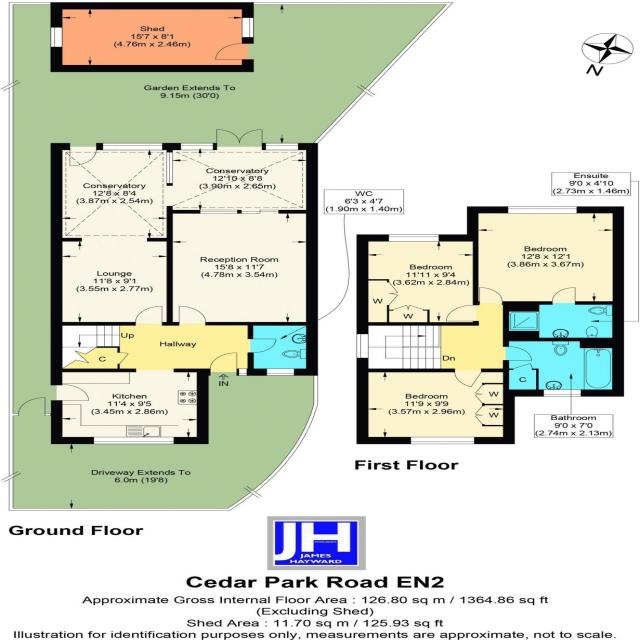 Shed
15'7 x 8'1
(4.76m x 2.46m)
Garden Extends To
9.15m (30'0)
N
Conservatory
12'8 x 8'4
(3.87m x 2.54m)
Conservatory
12'10 x 8'8
(3.90m x 2.65m)
WC
6'3 x 4'7
(1.90m x 1.40m)
Ensuite
9'0 x 4'10
(2.73m x 1.46m)
Lounge
11'8 x 9'1
(3.55m x 2.77m)
Reception Room
15'8 x 11'7
(4.78m x 3.54m)
Bedroom
11'11 x 9'4
(3.62m x 2.84m)
Bedroom
12'8 x 12'1
(3.86m x 3.67m)
W
W
Up
Hallway
C
IN
Dn
Kitchen
11'4 x 9'5
(3.45m x 2.86m)
Bedroom
11'9 x 9'9
(3.57m x 2.96m)
W
W
C
Bathroom
9'0 x 7'0
(2.74m x 2.13m)
Driveway Extends To
6.0m (19'8)
First Floor
Ground Floor
JH
JAMES
HAYWARD
Cedar Park Road EN2
Approximate Gross Internal Floor Area : 126.80 sq m / 1364.86 sq ft
(Excluding Shed)
Shed Area : 11.70 sq m / 125.93 sq ft
Illustration for identification purposes only, measurements are approximate, not to scale.